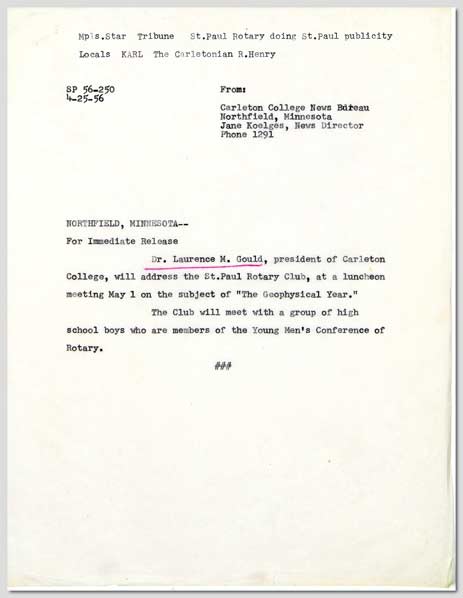 Mpls.Star Tribune St.Paul Rotary doing St.Paul publicity
Locals KARL The Carletonian R.Henry
SP 56-250
4-25-56
From:
Carleton College News Bureau
Northfield, Minnesota
Jane Koelges, News Director
Phone 1291
NORTHFIELD, MINNESOTA--
For Immediate Release
Dr. Laurence M. Gould, president of Carleton
College, will address the St.Paul Rotary Club, at a luncheon
meeting May 1 on the subject of "The Geophysical Year."
The Club will meet with a group of high
school boys who are members of the Young Men's Conference of
Rotary.
###